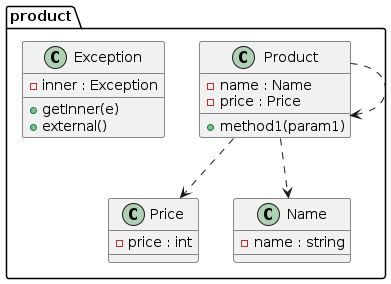 product
C Exception
inner : Exception
getInner(e)
external()
C Product
name : Name
price : Price
method1(param1)
C Price
price : int
C Name
name : string